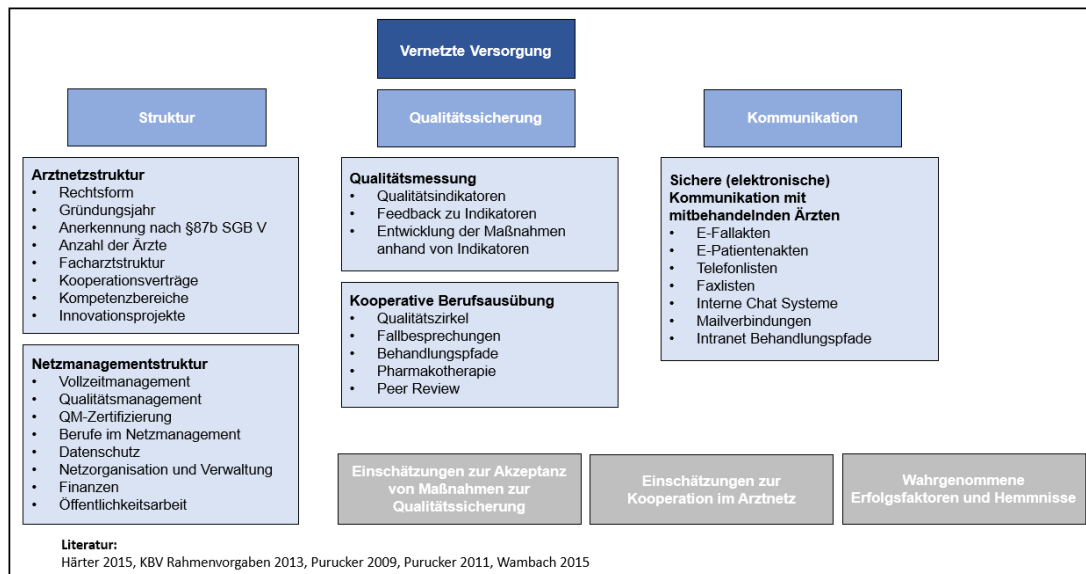 Vernetzte Versorgung
Struktur
Qualitätssicherung
Kommunikation
Arztnetzstruktur
• Rechtsform
• Gründungsjahr
• Anerkennung nach §87b SGB V
• Anzahl der Ärzte
• Facharztstruktur
• Kooperationsverträge
• Kompetenzbereiche
• Innovationsprojekte
Netzmanagementstruktur
• Vollzeitmanagement
• Qualitätsmanagement
• QM-Zertifizierung
• Berufe im Netzmanagement
• Datenschutz
• Netzorganisation und Verwaltung
• Finanzen
• Öffentlichkeitsarbeit
Qualitätsmessung
• Qualitätsindikatoren
• Feedback zu Indikatoren
• Entwicklung der Maßnahmen
anhand von Indikatoren
Kooperative Berufsausübung
• Qualitätszirkel
• Fallbesprechungen
• Behandlungspfade
• Pharmakotherapie
• Peer Review
Sichere (elektronische)
Kommunikation mit
mitbehandelnden Ärzten
• E-Fallakten
• E-Patientenakten
• Telefonlisten
• Faxlisten
• Interne Chat Systeme
• Mailverbindungen
• Intranet Behandlungspfade
Einschätzungen zur Akzeptanz
von Maßnahmen zur
Qualitätssicherung
Einschätzungen zur
Kooperation im Arztnetz
Wahrgenommene
Erfolgsfaktoren und Hemmnisse
Literatur:
Härter 2015, KBV Rahmenvorgaben 2013, Purucker 2009, Purucker 2011, Wambach 2015